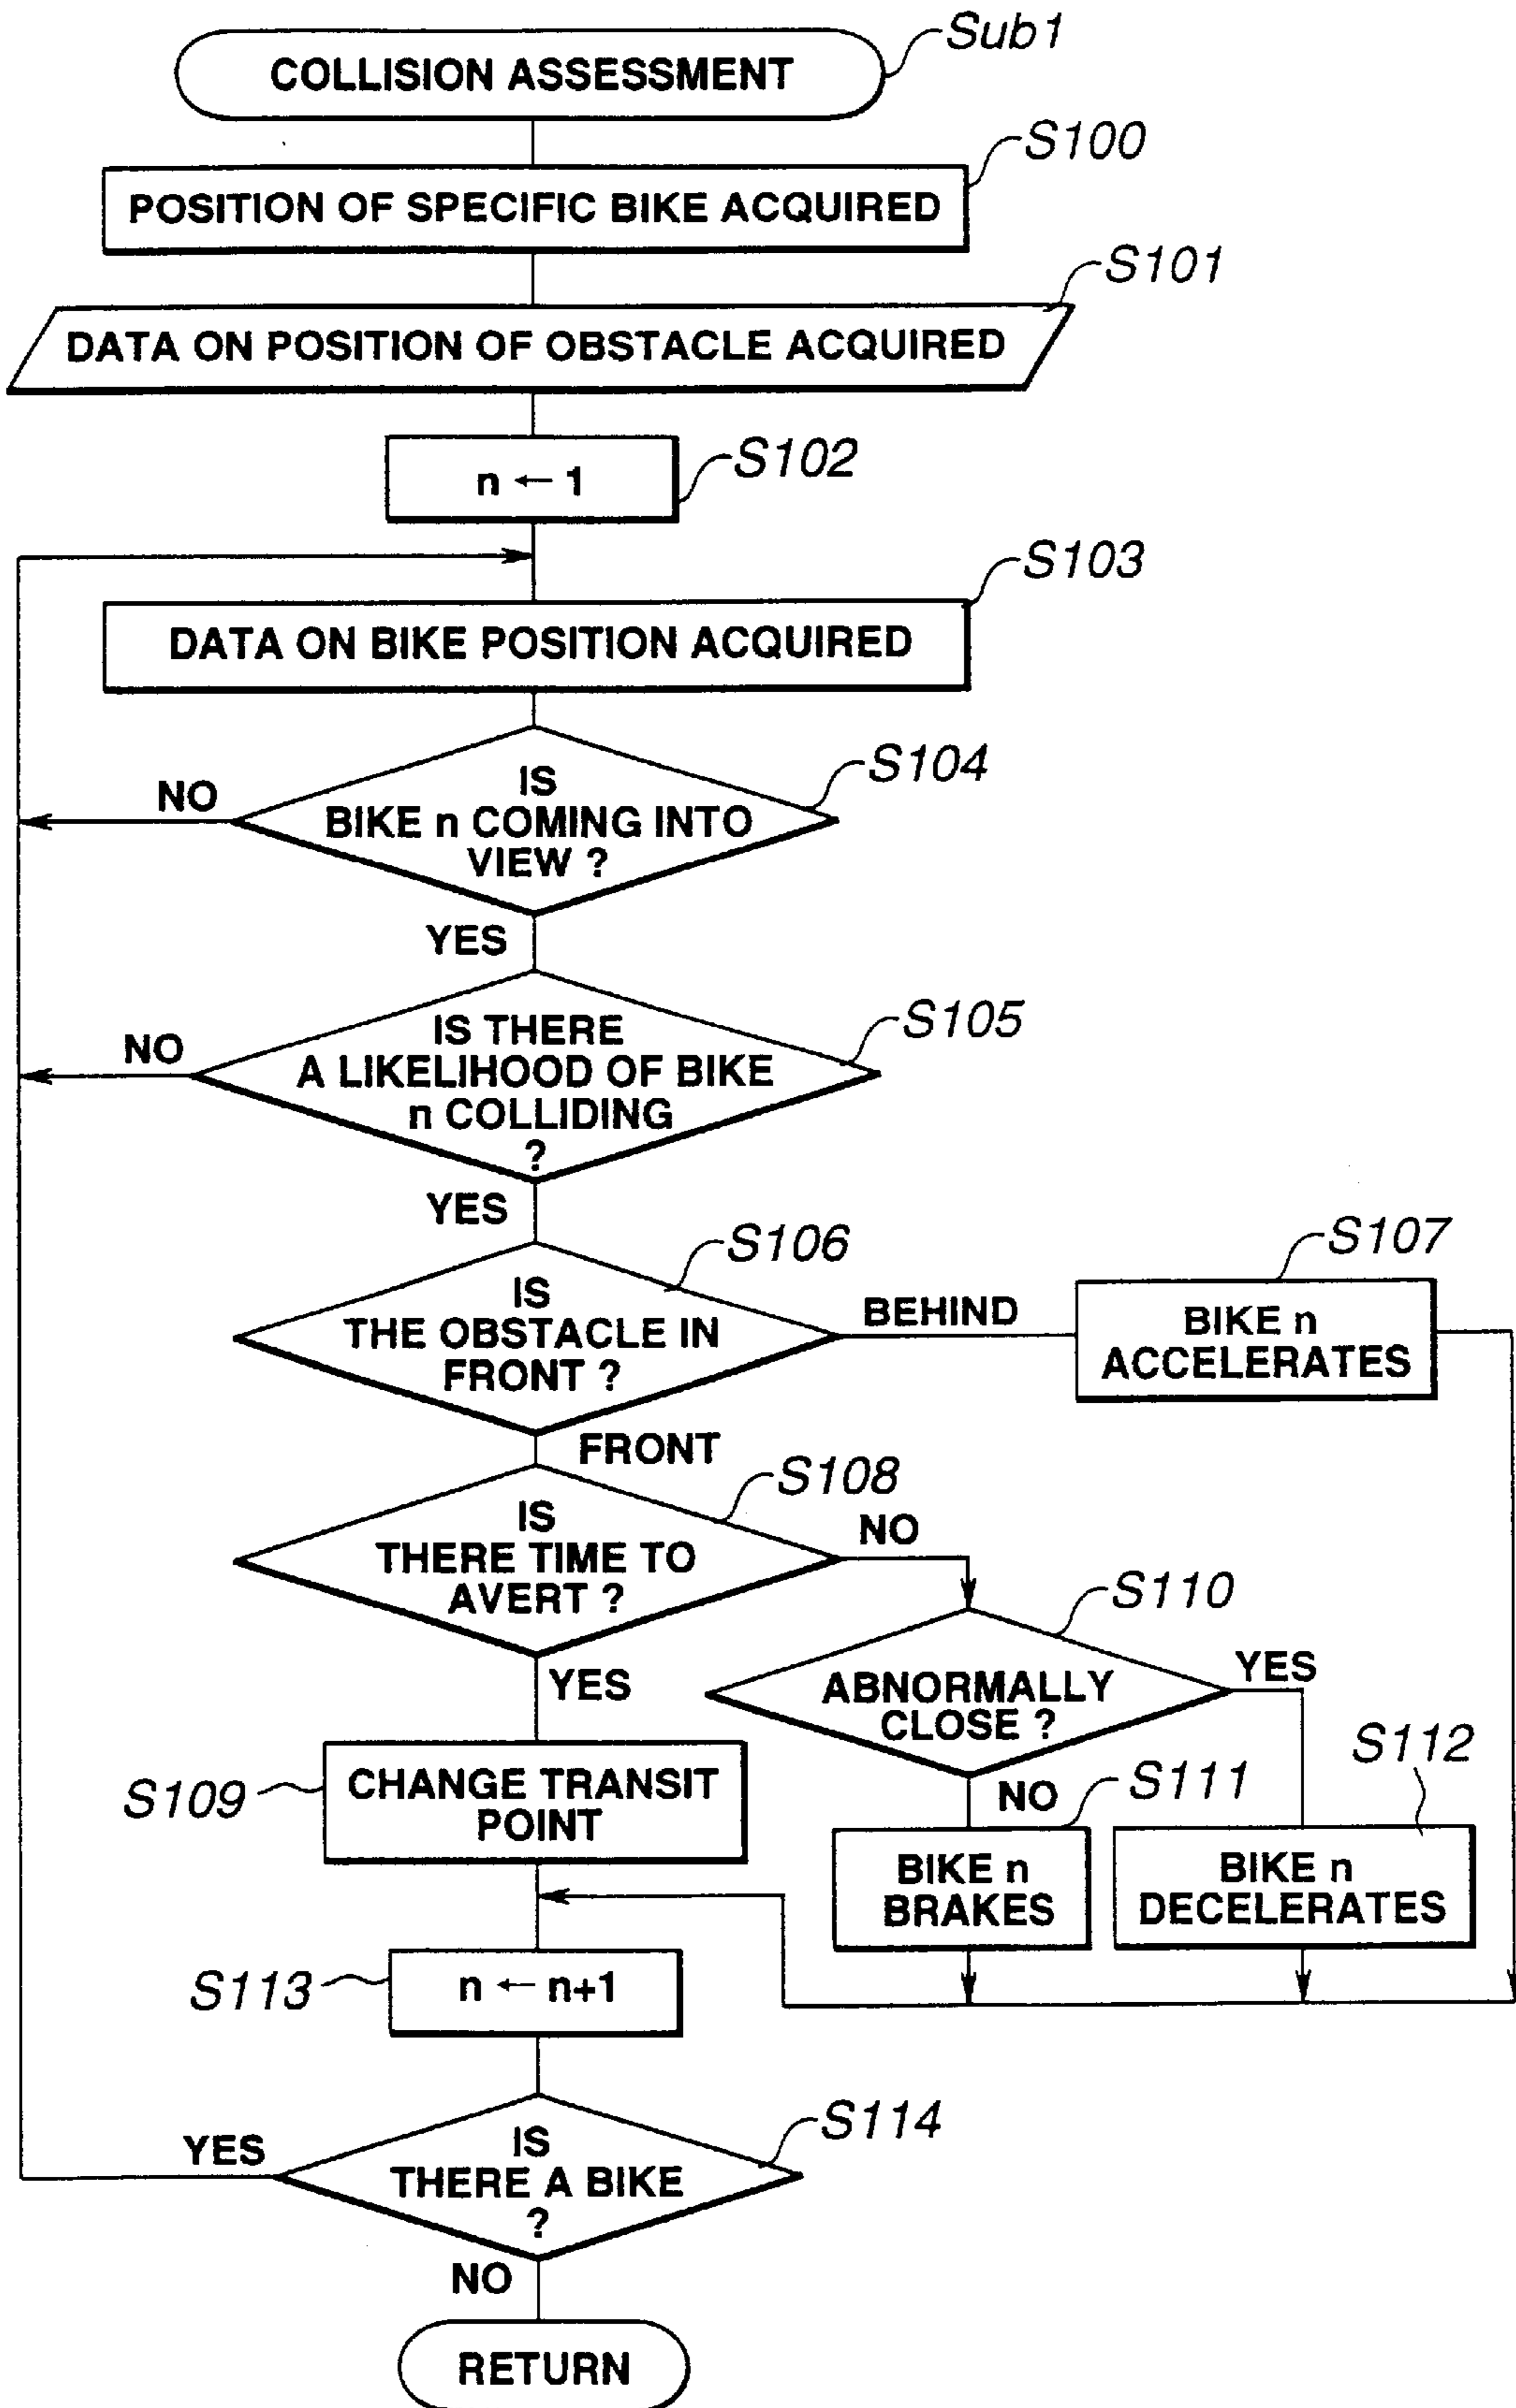 Sub1
COLLISION ASSESSMENT
S100
POSITION OF SPECIFIC BIKE ACQUIRED
S101
DATA ON POSITION OF OBSTACLE ACQUIRED
S102
n ← 1
S103
DATA ON BIKE POSITION ACQUIRED
S104
NO
IS
BIKE n COMING INTO
VIEW ?
YES
S105
NO
IS THERE
A LIKELIHOOD OF BIKE
n COLLIDING
?
YES
S106
IS
THE OBSTACLE IN
FRONT ?
BEHIND
S107
BIKE n
ACCELERATES
FRONT
S108
IS
THERE TIME TO
AVERT ?
NO
S110
ABNORMALLY
CLOSE ?
YES
YES
S109
CHANGE TRANSIT
POINT
NO
S111
BIKE n
BRAKES
S112
BIKE n
DECELERATES
S113
n ← n+1
S114
YES
IS
THERE A BIKE
?
NO
RETURN